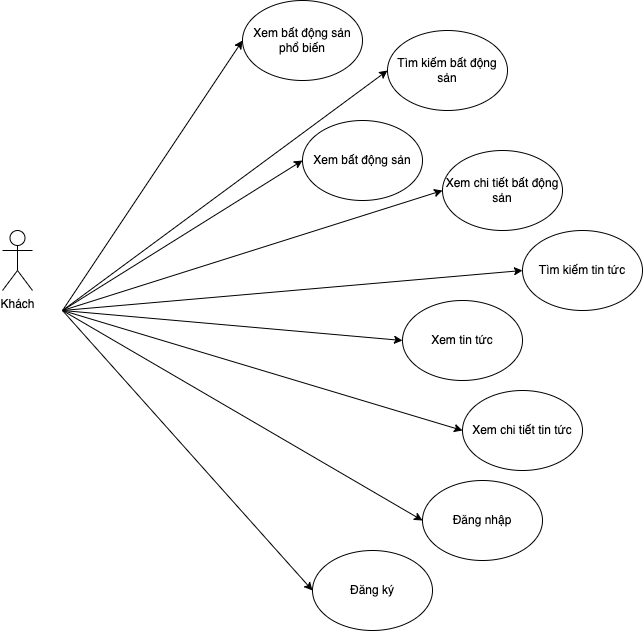 Xem bất động sản
phổ biến
Tìm kiếm bất động
sản
Xem bất động sản
Xem chi tiết bất động
sản
Khách
Tìm kiếm tin tức
Xem tin tức
Xem chi tiết tin tức
Đăng nhập
Đăng ký